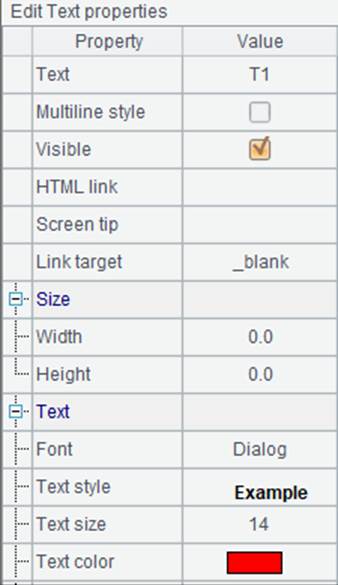 Edit Text properties
Property Value
Text T1
Multiline style
Visible
HTML link
Screen tip
Link target _blank
Size
Width 0.0
Height 0.0
Text
Font Dialog
Text style Example
Text size 14
Text color